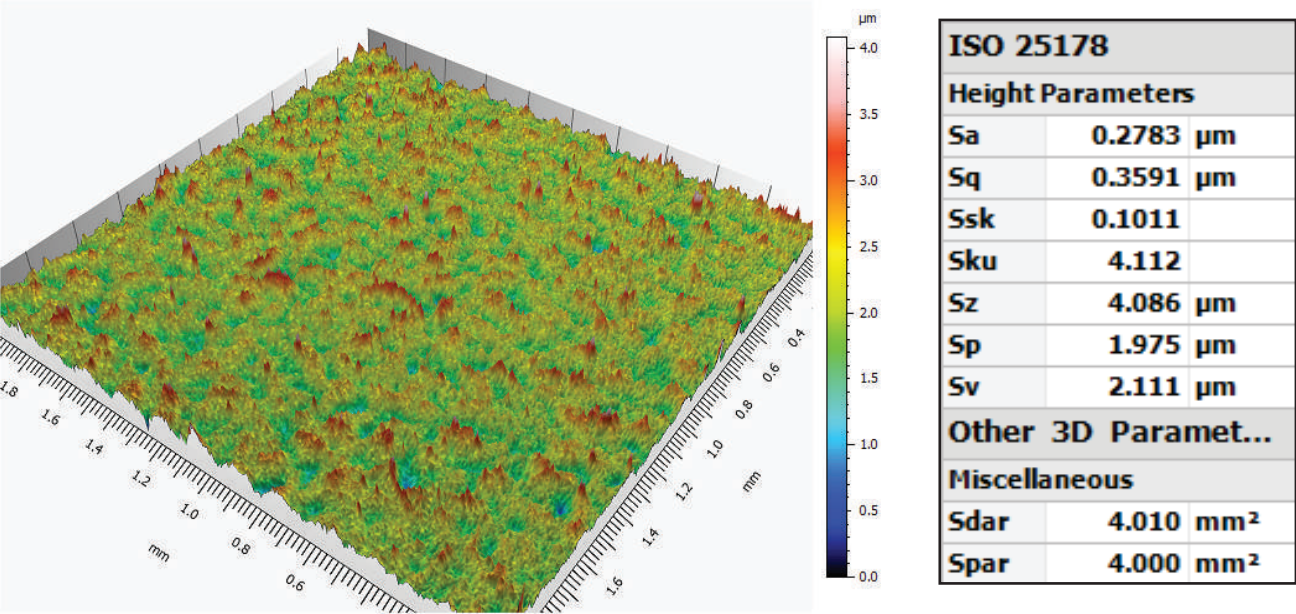 µm
4.0
3.5
3.0
2.5
2.0
1.5
1.0
0.5
0.0
0.4
0.6
0.8
1.0
1.2
1.4
1.6
mm
1.8
1.6
1.4
1.2
1.0
0.8
0.6
mm
ISO 25178
Height Parameters
Sa 0.2783 µm
Sq 0.3591 µm
Ssk 0.1011
Sku 4.112
Sz 4.086 µm
Sp 1.975 µm
Sv 2.111 µm
Other 3D Paramet...
Miscellaneous
Sdar 4.010 mm²
Spar 4.000 mm²